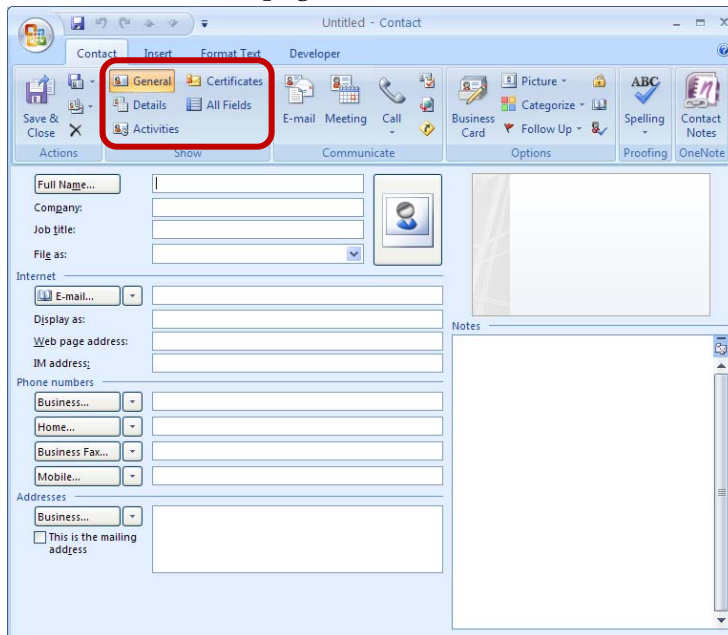 Untitled - Contact
Contact Insert Format Text Developer
General Certificates
Details All Fields
Activities
Save & Close
E-mail Meeting Call
Business Card
Picture
Categorize
Follow Up
ABC
Spelling
Contact Notes
Actions Show Communicate Options Proofing OneNote
Full Name...
Company:
Job title:
File as:
Internet
E-mail...
Display as:
Web page address:
IM address:
Phone numbers
Business...
Home...
Business Fax...
Mobile...
Addresses
Business...
This is the mailing
address
Notes